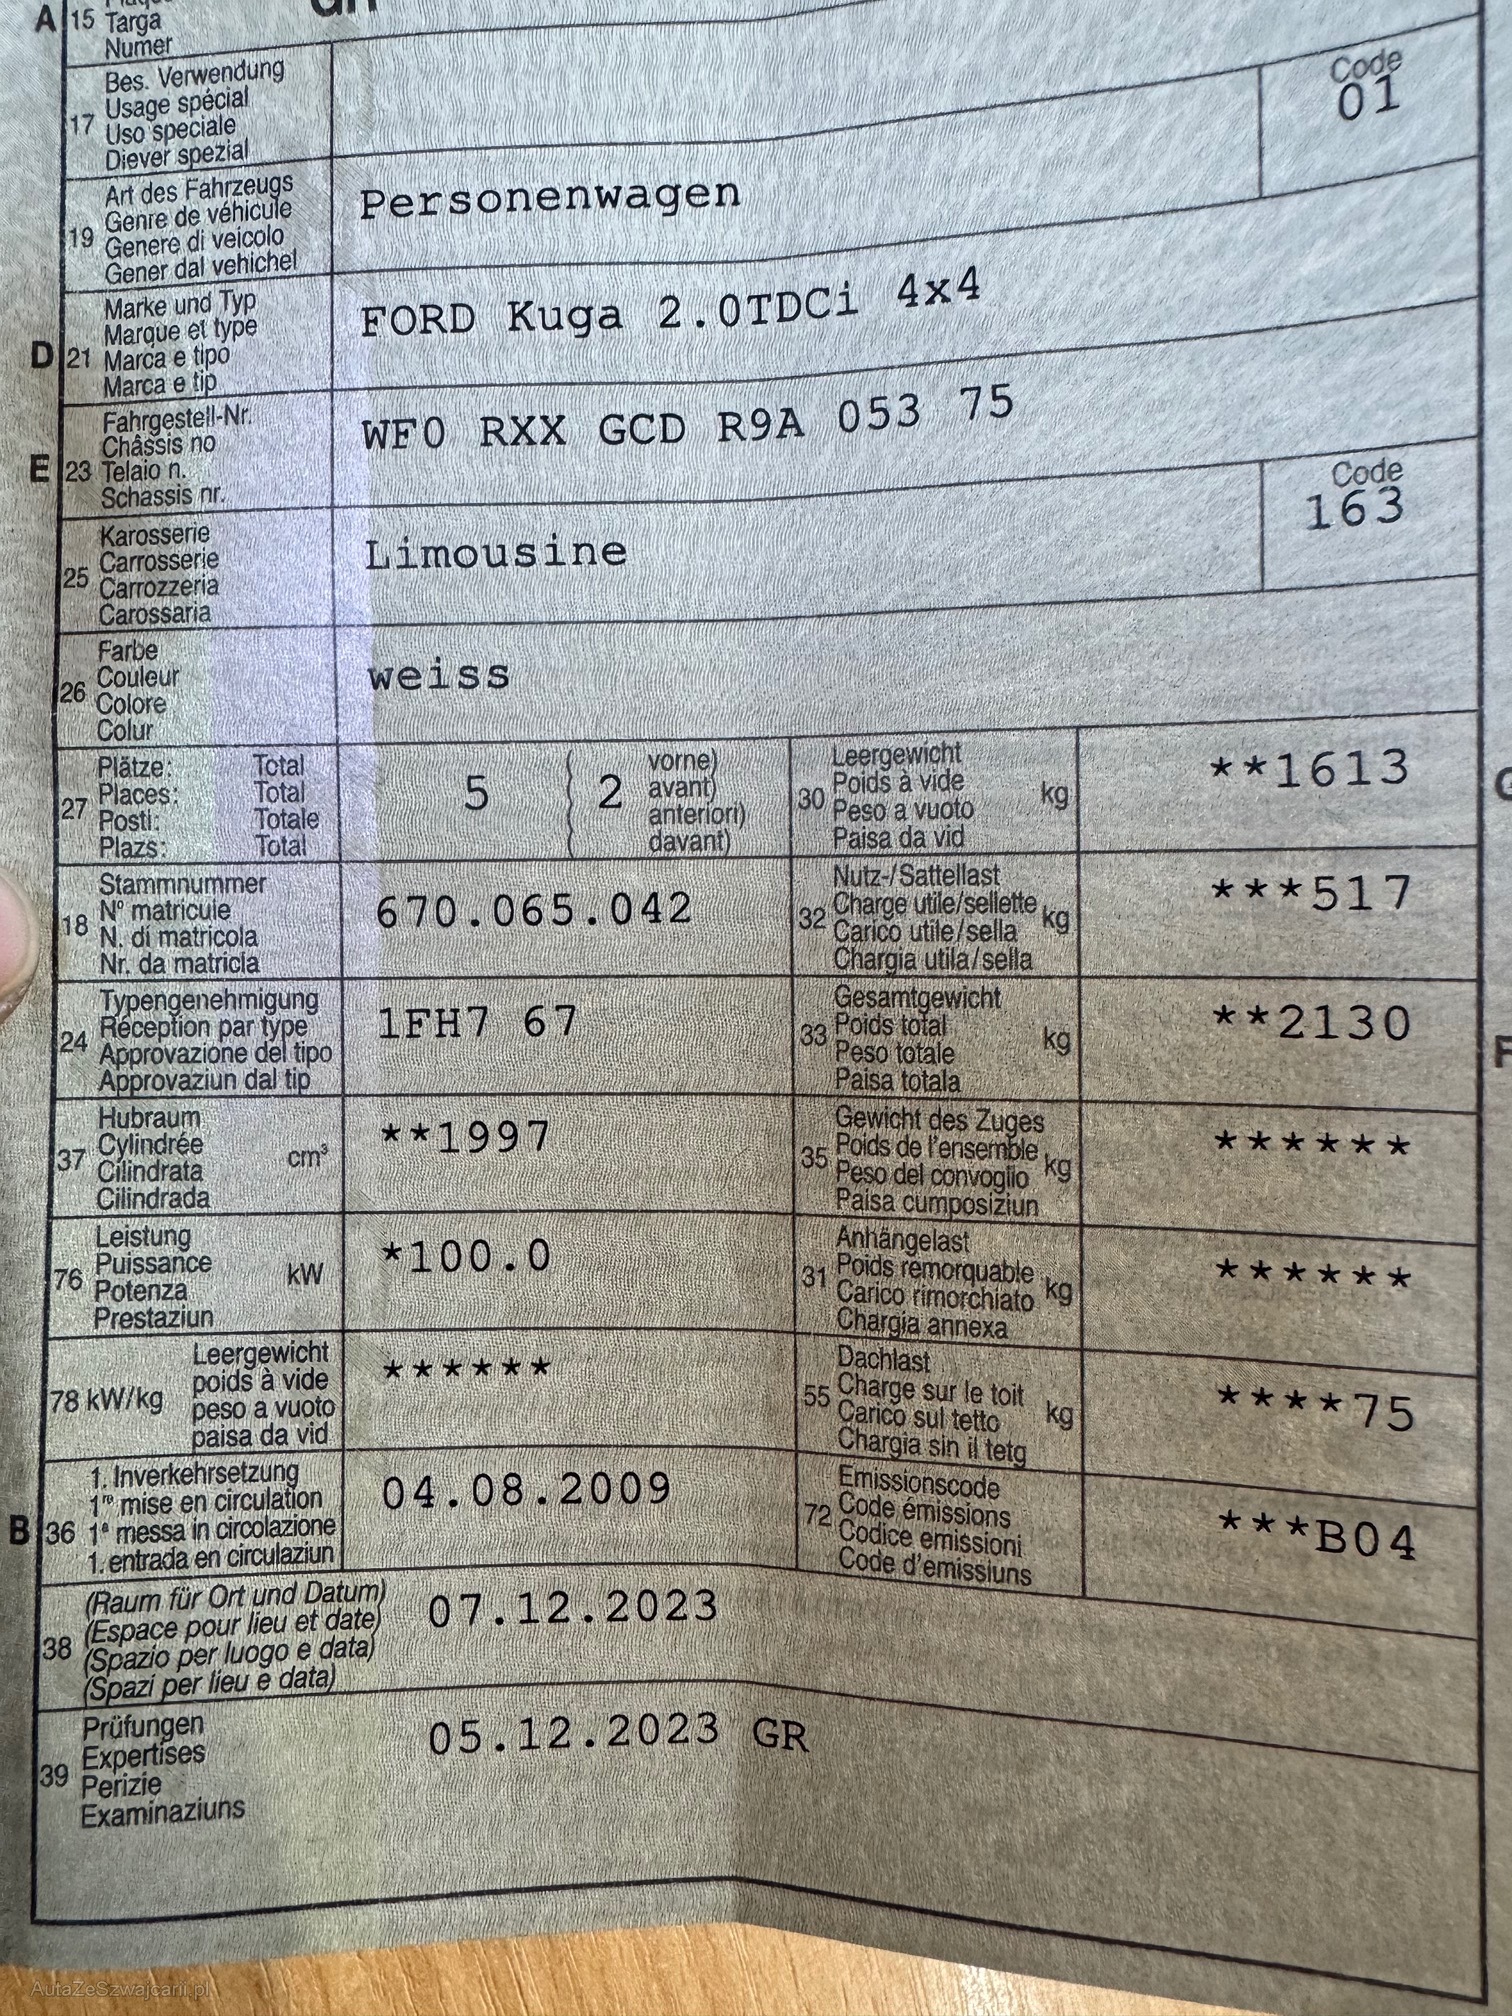 A 15 Targa
Numer
17 Bes. Verwendung
Usage spécial
Uso speciale
Diever spezial
19 Art des Fahrzeugs
Genre de véhicule
Genere di veicolo
Gener dal vehichel
Personenwagen
Code
01
D 21 Marke und Typ
Marque et type
Marca e tipo
Marca e tip
FORD Kuga 2.0TDCi 4x4
E 23 Fahrgestell-Nr.
Châssis no
Telaio n.
Schassis nr.
WF0 RXX GCD R9A 053 75
25 Karosserie
Carrosserie
Carrozzeria
Carossaria
Limousine
Code
163
26 Farbe
Couleur
Colore
Colur
weiss
27 Plätze: Total
Places: Total
Posti: Totale
Plazs: Total
5 ( 2 vorne)
avant)
anteriori)
davant)
30 Leergewicht
Poids à vide
Peso a vuoto
Paisa da vid
kg
**1613
G
18 Stammnummer
N° matricule
N. di matricola
Nr. da matricla
670.065.042
32 Nutz-/Sattellast
Charge utile/sellette
Carico utile/sella
Chargia utila/sella
kg
***517
24 Typengenehmigung
Réception par type
Approvazione del tipo
Approvaziun dal tip
1FH7 67
33 Gesamtgewicht
Poids total
Peso totale
Paisa totala
kg
**2130
F
37 Hubraum
Cylindrée
Cilindrata
Cilindrada
cm³
**1997
35 Gewicht des Zuges
Poids de l'ensemble
Peso del convoglio
Paisa cumposiziun
kg
******
76 Leistung
Puissance
Potenza
Prestaziun
kW
*100.0
31 Anhängelast
Poids remorquable
Carico rimorchiato
Chargia annexa
kg
******
78 kW/kg Leergewicht
poids à vide
peso a vuoto
paisa da vid
******
55 Dachlast
Charge sur le toit
Carico sul tetto
Chargia sin il tetg
kg
****75
B 36 1. Inverkehrsetzung
1re mise en circulation
1a messa in circolazione
1. entrada en circulaziun
04.08.2009
72 Emissionscode
Code émissions
Codice emissioni
Code d'emissiuns
***B04
38 (Raum für Ort und Datum)
(Espace pour lieu et date)
(Spazio per luogo e data)
(Spazi per lieu e data)
07.12.2023
39 Prüfungen
Expertises
Perizie
Examinaziuns
05.12.2023 GR
AutaZeSzwajcarii.pl